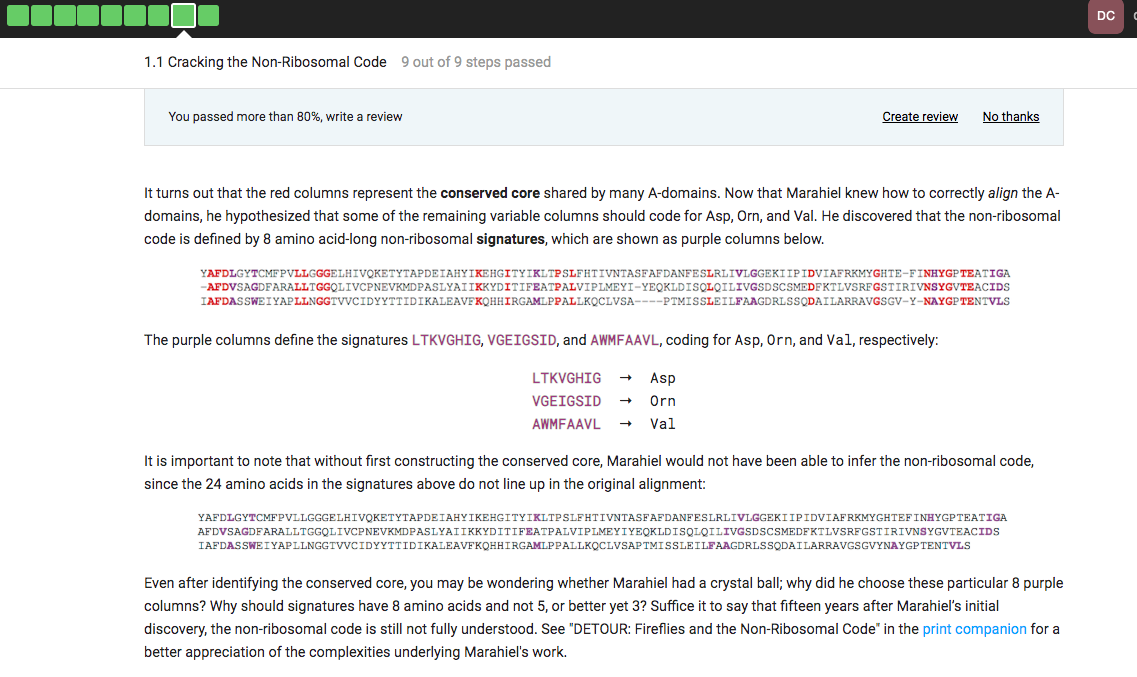 DC
1.1 Cracking the Non-Ribosomal Code 9 out of 9 steps passed
You passed more than 80%, write a review Create review No thanks
It turns out that the red columns represent the conserved core shared by many A-domains. Now that Marahiel knew how to correctly align the A-
domains, he hypothesized that some of the remaining variable columns should code for Asp, Orn, and Val. He discovered that the non-ribosomal
code is defined by 8 amino acid-long non-ribosomal signatures, which are shown as purple columns below.
YAFDLGYTCMFPVLLGGGELHIVQKETYTAPDEIAHYIKEHGITYIKLTPSLFHTIVNTASFAFDANFESLRLIVLGGEKIIPIDVIAFRKMYGHTE-FINHYGPTEATIGA
-AFDVSAGDFARALLTGGQLIVCPNEVKMDPASLYAIIKKYDITIFEATPALVIPLMEYI-YEQKLDISQLQILIVGSDSCSMEDFKTLVSRFGSTIRIVNSYGVTEACIDS
IAFDASSWEIYAPLLNGGTVVCIDYYTTIDIKALEAVFKQHHIRGAMLPPALLKQCLVSA----PTMISSLEILFAAGDRLSSQDAILARRAVGSGV-Y-NAYGPTENTVLS
The purple columns define the signatures LTKVGHIG, VGEIGSID, and AWMFAAVL, coding for Asp, Orn, and Val, respectively:
LTKVGHIG → Asp
VGEIGSID → Orn
AWMFAAVL → Val
It is important to note that without first constructing the conserved core, Marahiel would not have been able to infer the non-ribosomal code,
since the 24 amino acids in the signatures above do not line up in the original alignment:
YAFDLGYTCMFPVLLGGGELHIVQKETYTAPDEIAHYIKEHGITYIKLTPSLFHTIVNTASFAFDANFESLRLIVLGGEKIIPIDVIAFRKMYGHTEFINHYGPTEATIGA
AFDVSAGDFARALLTGGQLIVCPNEVKMDPASLYAIIKKYDITIFEATPALVIPLMEYIYEQKLDISQLQILIVGSDSCSMEDFKTLVSRFGSTIRIVNSYGVTEACIDS
IAFDASSWEIYAPLLNGGTVVCIDYYTTIDIKALEAVFKQHHIRGAMLPPALLKQCLVSAPTMISSLEILFAAGDRLSSQDAILARRAVGSGVYNAYGPTENTVLS
Even after identifying the conserved core, you may be wondering whether Marahiel had a crystal ball; why did he choose these particular 8 purple
columns? Why should signatures have 8 amino acids and not 5, or better yet 3? Suffice it to say that fifteen years after Marahiel's initial
discovery, the non-ribosomal code is still not fully understood. See "DETOUR: Fireflies and the Non-Ribosomal Code" in the print companion for a
better appreciation of the complexities underlying Marahiel's work.